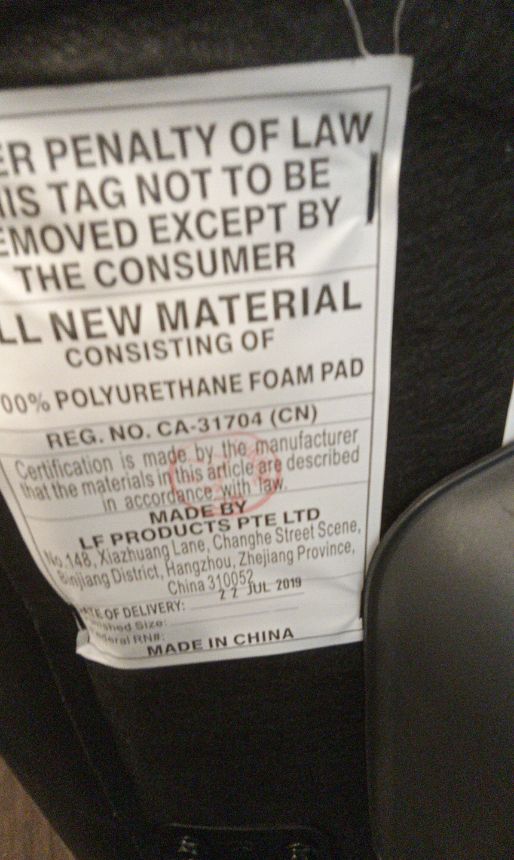 ER PENALTY OF LAW
IS TAG NOT TO BE
EMOVED EXCEPT BY
THE CONSUMER
LL NEW MATERIAL
CONSISTING OF
00% POLYURETHANE FOAM PAD
REG. NO. CA-31704 (CN)
Certification is made by the manufacturer
that the materials in this article are described
in accordance with law.
MADE BY
LF PRODUCTS PTE LTD
No.148, Xiazhuang Lane, Changhe Street Scene,
Binjiang District, Hangzhou, Zhejiang Province,
China 310052
22 JUL 2019
ATE OF DELIVERY:
nished Size:
ederal RN#:
MADE IN CHINA